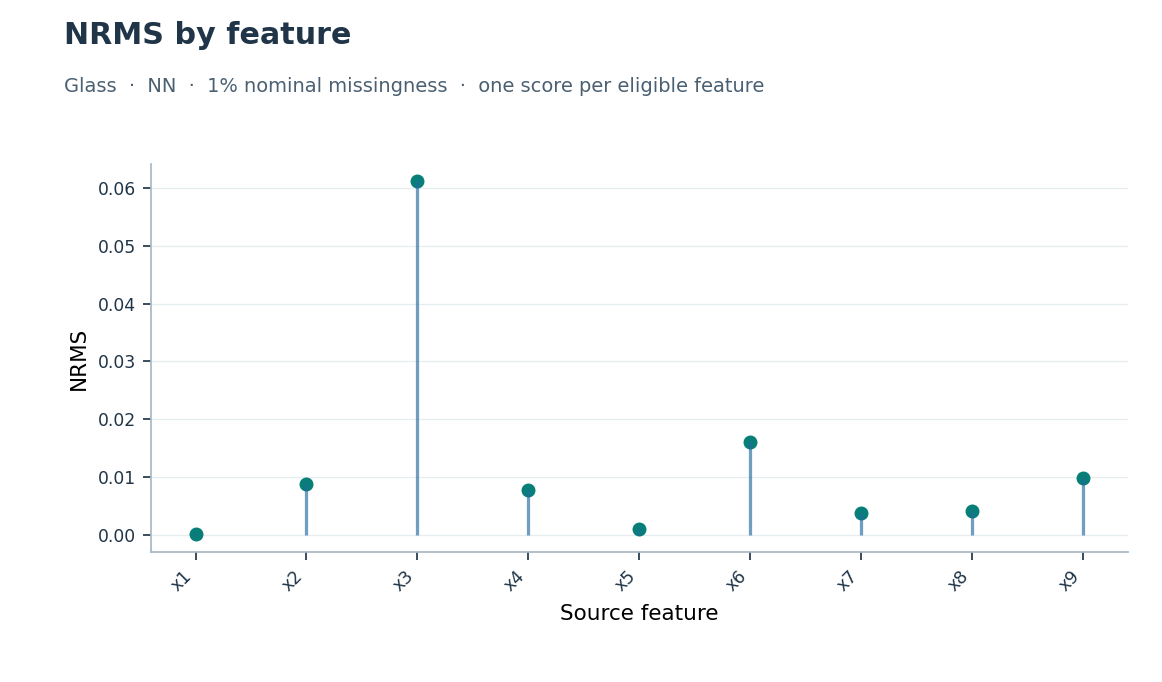 NRMS by feature
Glass · NN · 1% nominal missingness · one score per eligible feature
0.06
0.05
0.04
0.03
0.02
0.01
0.00
NRMS
x1 x2 x3 x4 x5 x6 x7 x8 x9
Source feature